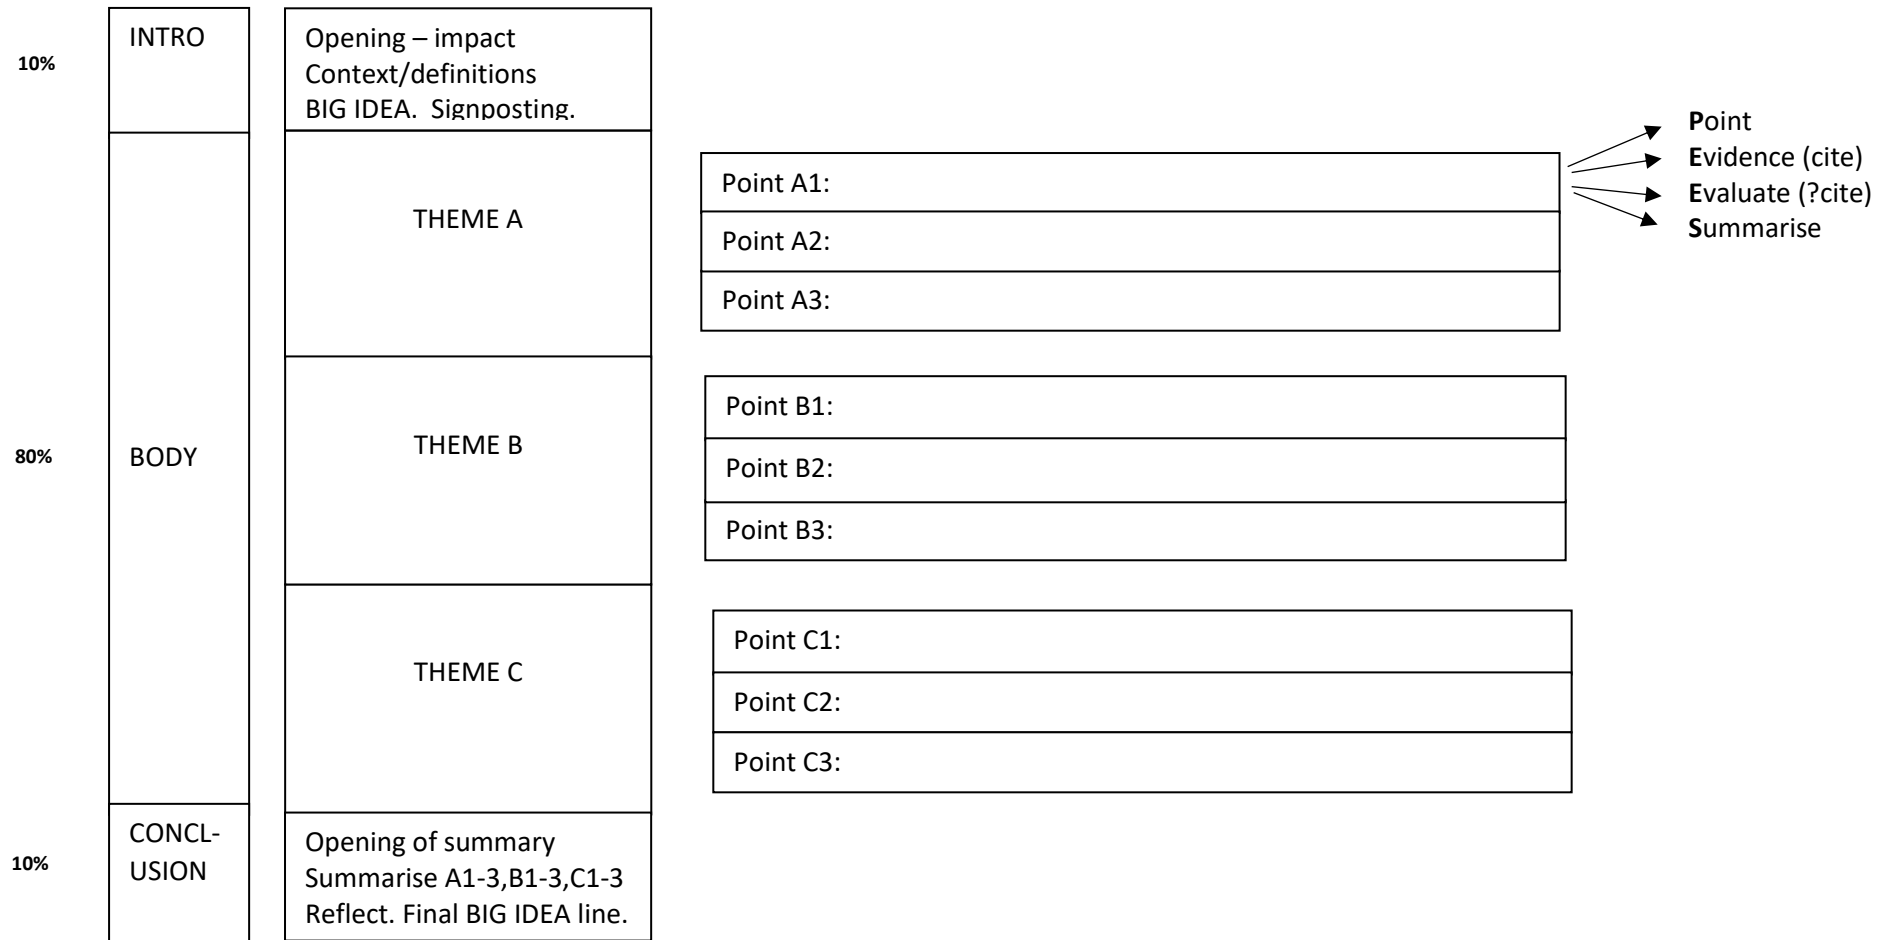 10%
INTRO
Opening – impact
Context/definitions
BIG IDEA.  Signposting.
80%
BODY
THEME A
Point A1:
Point A2:
Point A3:
Point
Evidence (cite)
Evaluate (?cite)
Summarise
THEME B
Point B1:
Point B2:
Point B3:
THEME C
Point C1:
Point C2:
Point C3:
10%
CONCL-
USION
Opening of summary
Summarise A1-3,B1-3,C1-3
Reflect. Final BIG IDEA line.